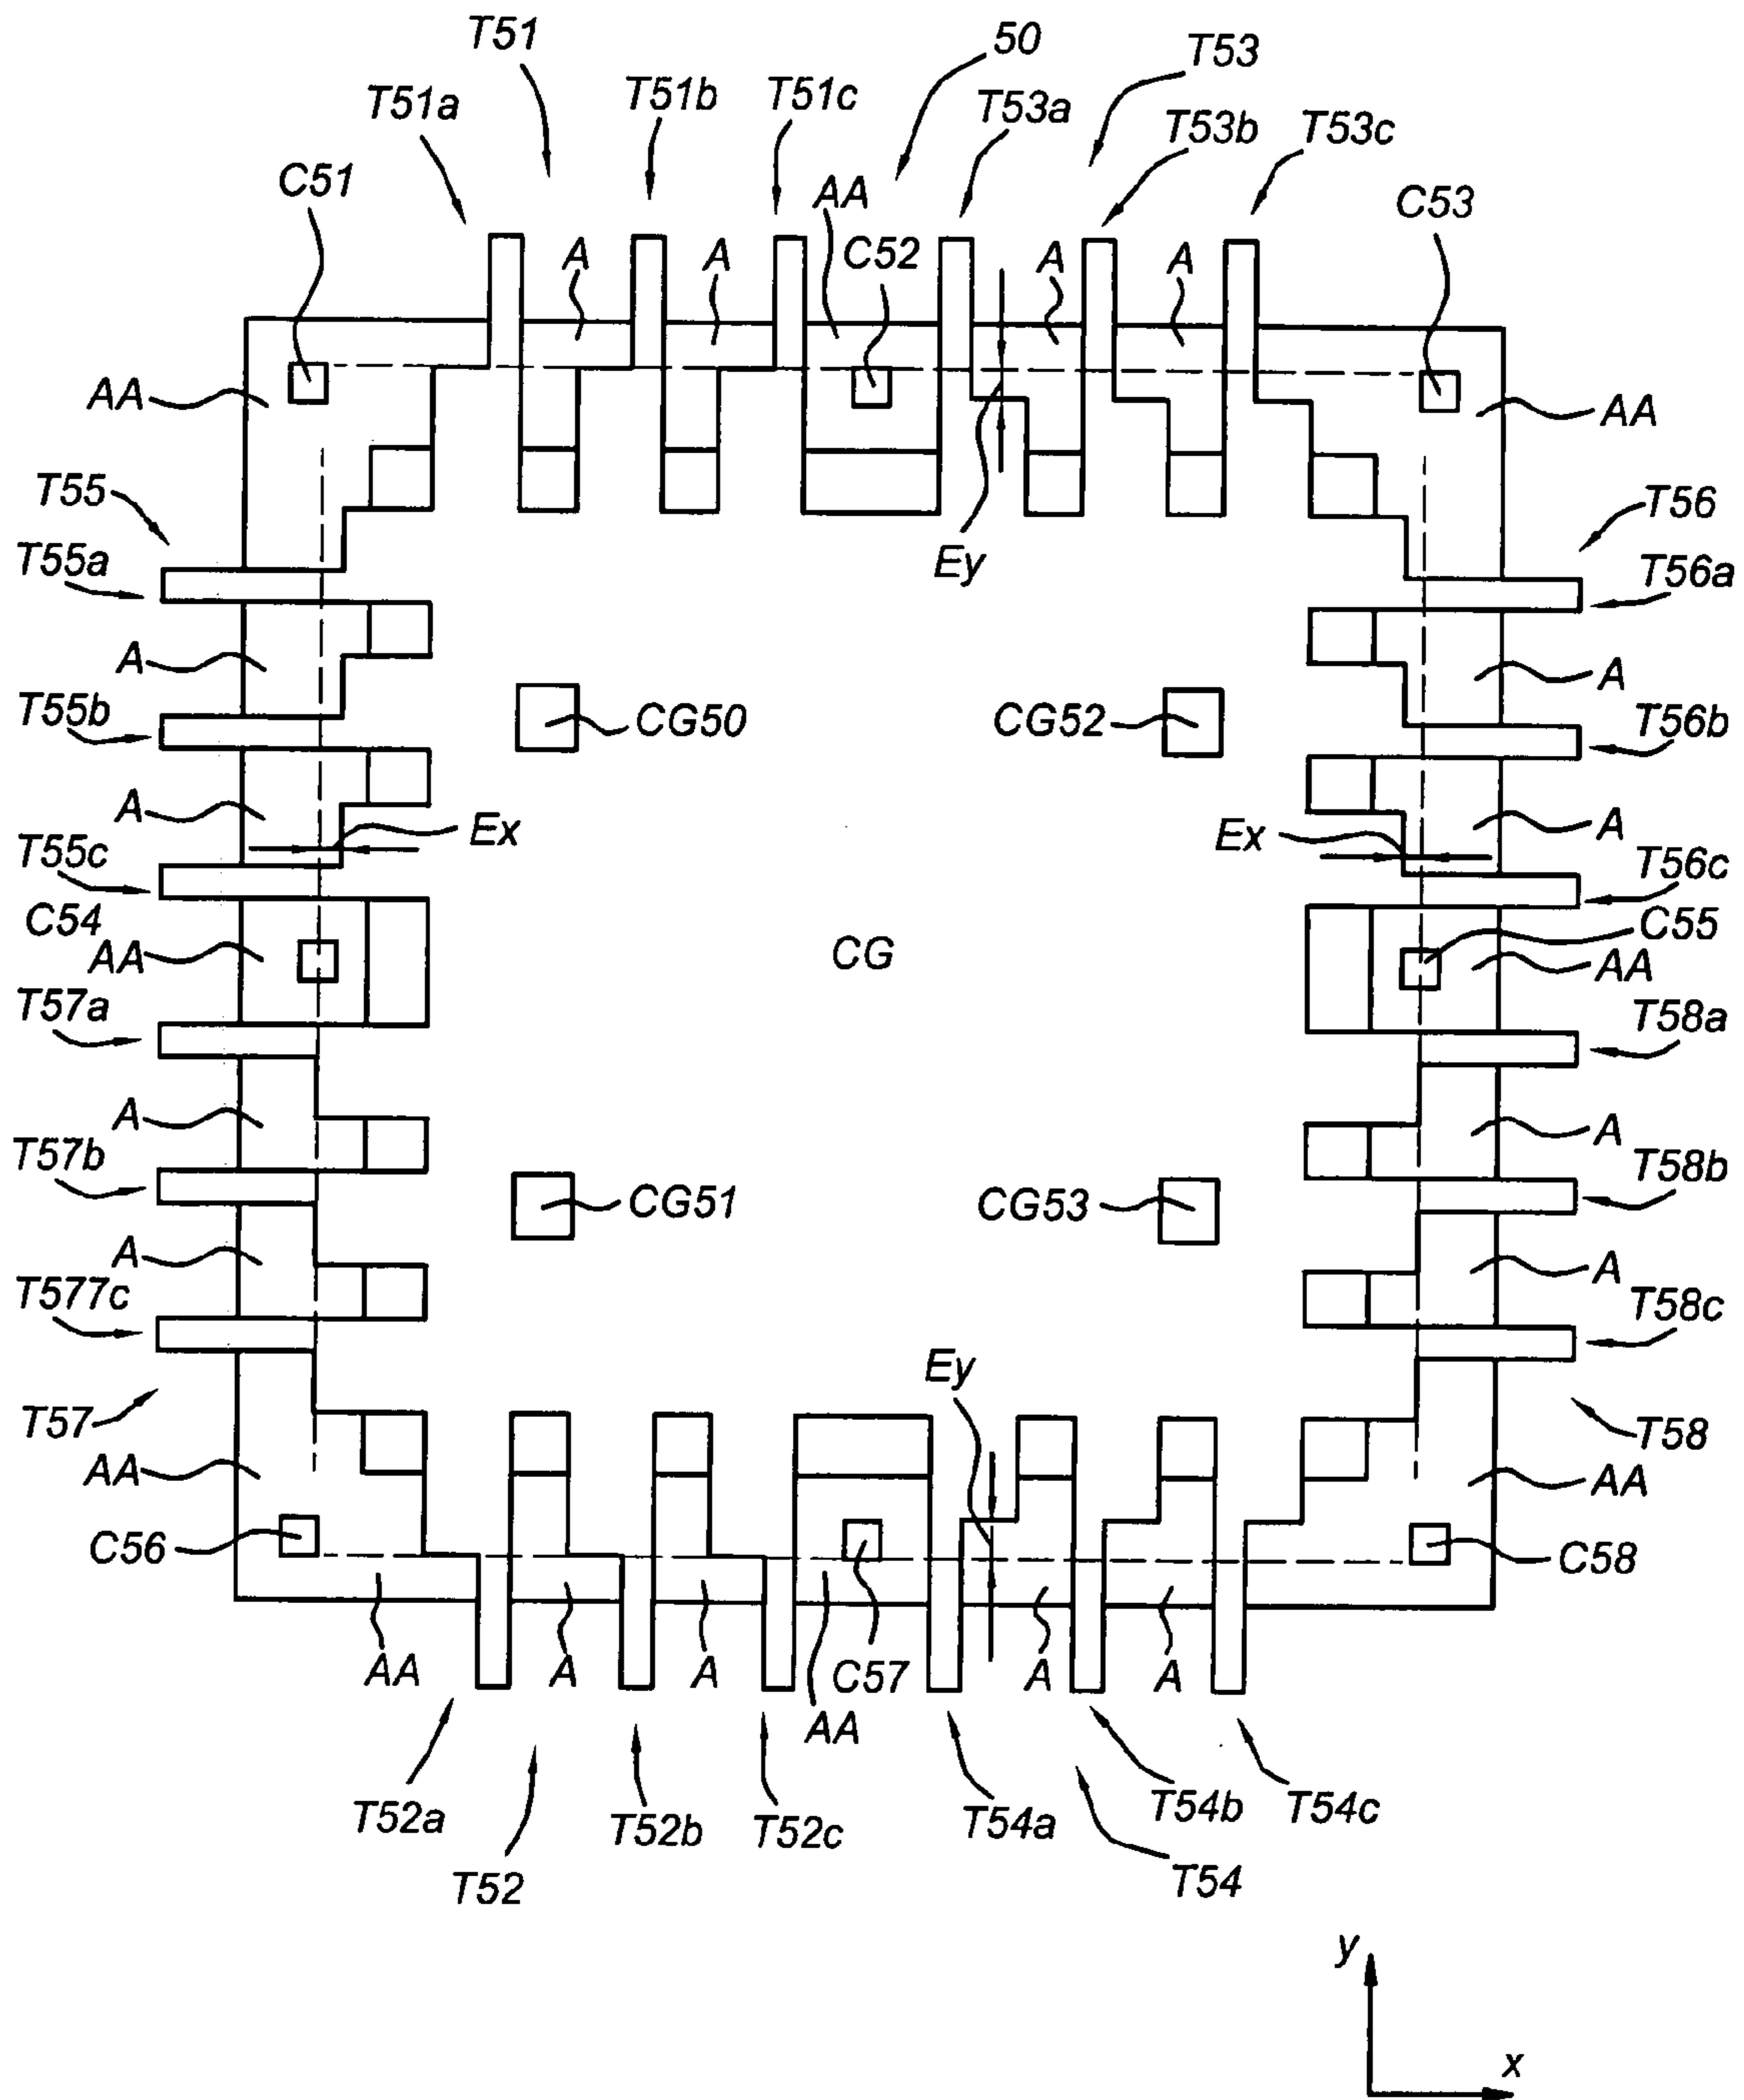 T51 50 T53
T51a T51b T51c T53a T53b T53c
C51 AA C53
A A C52 A A
AA AA
T55 T56
Ey
T55a T56a
A A
T55b CG50 CG52 T56b
A Ex Ex A
T55c T56c
C54 C55
AA CG AA
T57a T58a
A A
T57b CG51 CG53 T58b
A A
T577c T58c
Ey
T57 T58
AA AA
C56 C58
AA A A C57 A A
AA
T52a T52b T52c T54a T54b T54c
T52 T54
y
x